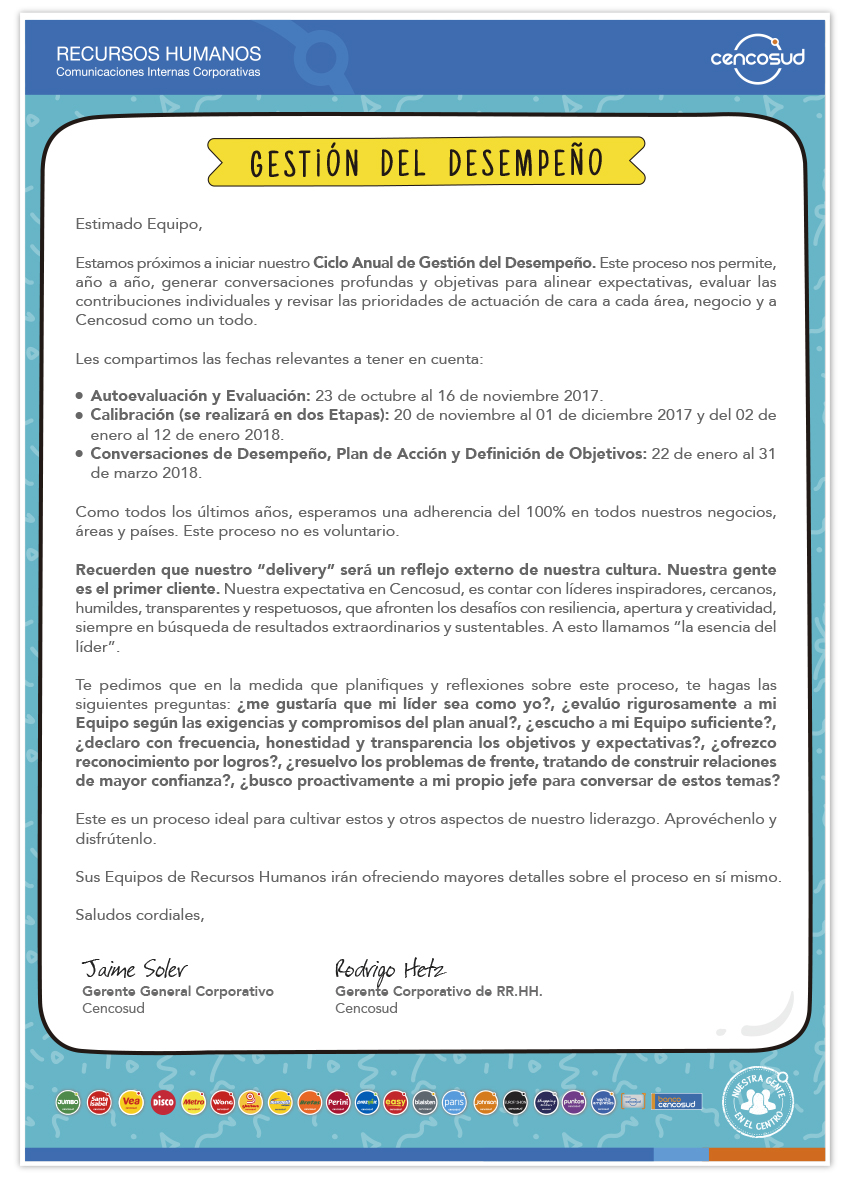 RECURSOS HUMANOS
Comunicaciones Internas Corporativas
cencosud
GESTIÓN DEL DESEMPEÑO
Estimado Equipo,
Estamos próximos a iniciar nuestro Ciclo Anual de Gestión del Desempeño. Este proceso nos permite,
año a año, generar conversaciones profundas y objetivas para alinear expectativas, evaluar las
contribuciones individuales y revisar las prioridades de actuación de cara a cada área, negocio y a
Cencosud como un todo.
Les compartimos las fechas relevantes a tener en cuenta:
• Autoevaluación y Evaluación: 23 de octubre al 16 de noviembre 2017.
• Calibración (se realizará en dos Etapas): 20 de noviembre al 01 de diciembre 2017 y del 02 de
enero al 12 de enero 2018.
• Conversaciones de Desempeño, Plan de Acción y Definición de Objetivos: 22 de enero al 31
de marzo 2018.
Como todos los últimos años, esperamos una adherencia del 100% en todos nuestros negocios,
áreas y países. Este proceso no es voluntario.
Recuerden que nuestro “delivery” será un reflejo externo de nuestra cultura. Nuestra gente
es el primer cliente. Nuestra expectativa en Cencosud, es contar con líderes inspiradores, cercanos,
humildes, transparentes y respetuosos, que afronten los desafíos con resiliencia, apertura y creatividad,
siempre en búsqueda de resultados extraordinarios y sustentables. A esto llamamos “la esencia del
líder”.
Te pedimos que en la medida que planifiques y reflexiones sobre este proceso, te hagas las
siguientes preguntas: ¿me gustaría que mi líder sea como yo?, ¿evalúo rigurosamente a mi
Equipo según las exigencias y compromisos del plan anual?, ¿escucho a mi Equipo suficiente?,
¿declaro con frecuencia, honestidad y transparencia los objetivos y expectativas?, ¿ofrezco
reconocimiento por logros?, ¿resuelvo los problemas de frente, tratando de construir relaciones
de mayor confianza?, ¿busco proactivamente a mi propio jefe para conversar de estos temas?
Este es un proceso ideal para cultivar estos y otros aspectos de nuestro liderazgo. Aprovéchenlo y
disfrútenlo.
Sus Equipos de Recursos Humanos irán ofreciendo mayores detalles sobre el proceso en sí mismo.
Saludos cordiales,
Jaime Soler Rodrigo Hetz
Gerente General Corporativo Gerente Corporativo de RR.HH.
Cencosud Cencosud
JUMBO Santa Isabel Vea DISCO Metro Wong Perini easy blaisten paris johnson puntos banco cencosud
NUESTRA GENTE
EN EL CENTRO